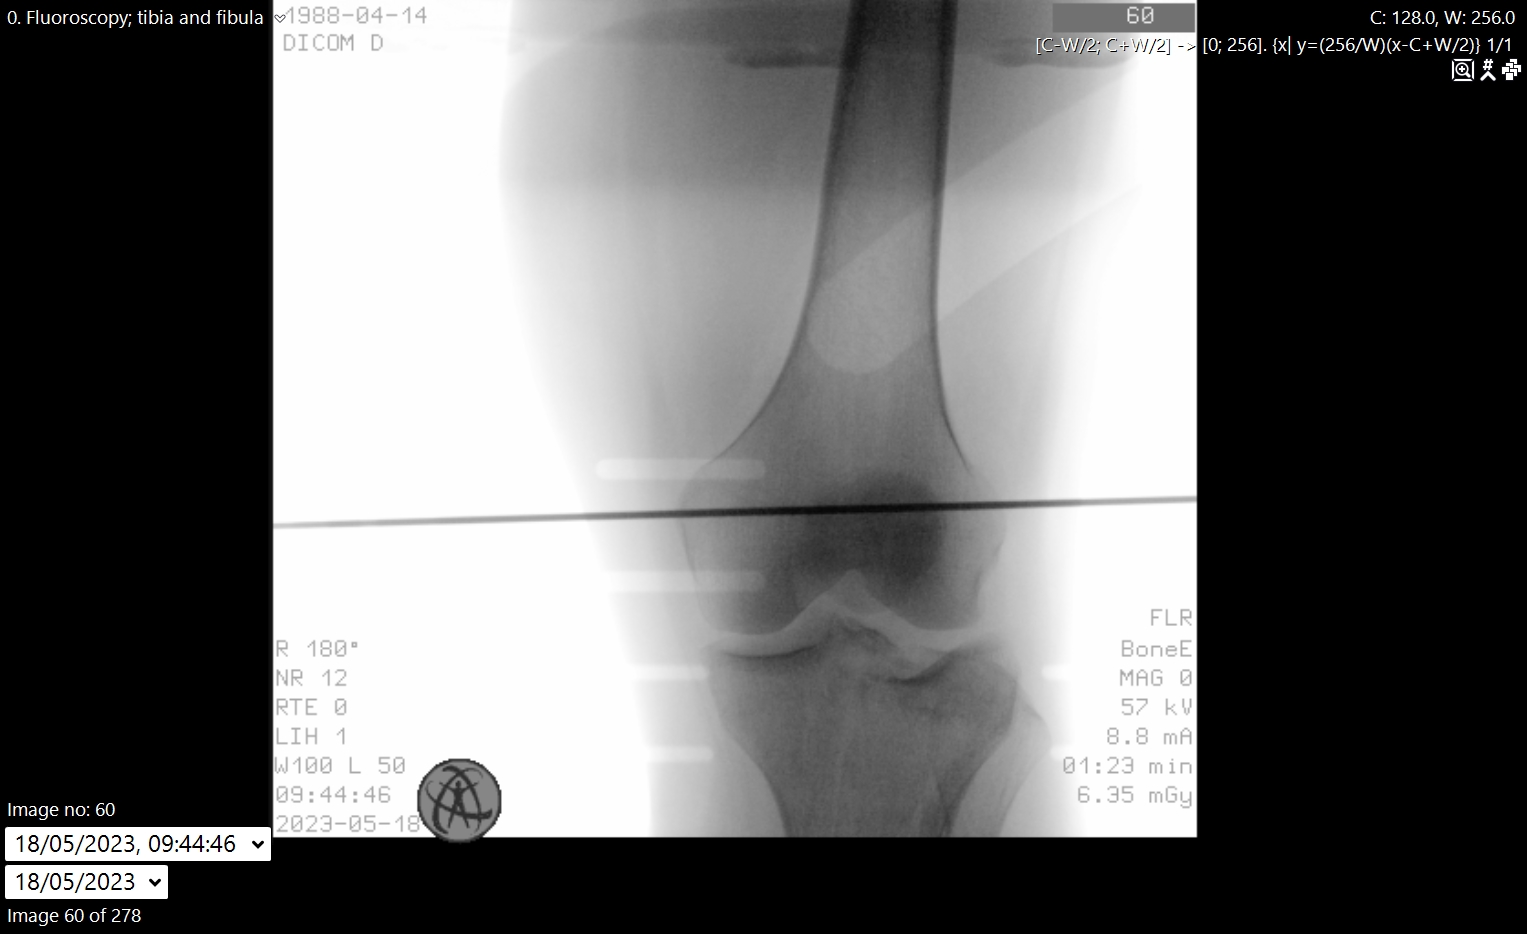 0. Fluoroscopy; tibia and fibula
1988-04-14
DICOM D
60
C: 128.0, W: 256.0
[C-W/2; C+W/2] -> [0; 256]. {x| y=(256/W)(x-C+W/2)} 1/1
FLR
BoneE
MAG 0
57 kV
8.8 mA
01:23 min
6.35 mGy
R 180°
NR 12
RTE 0
LIH 1
W100 L 50
09:44:46
2023-05-18
Image no: 60
18/05/2023, 09:44:46
18/05/2023
Image 60 of 278